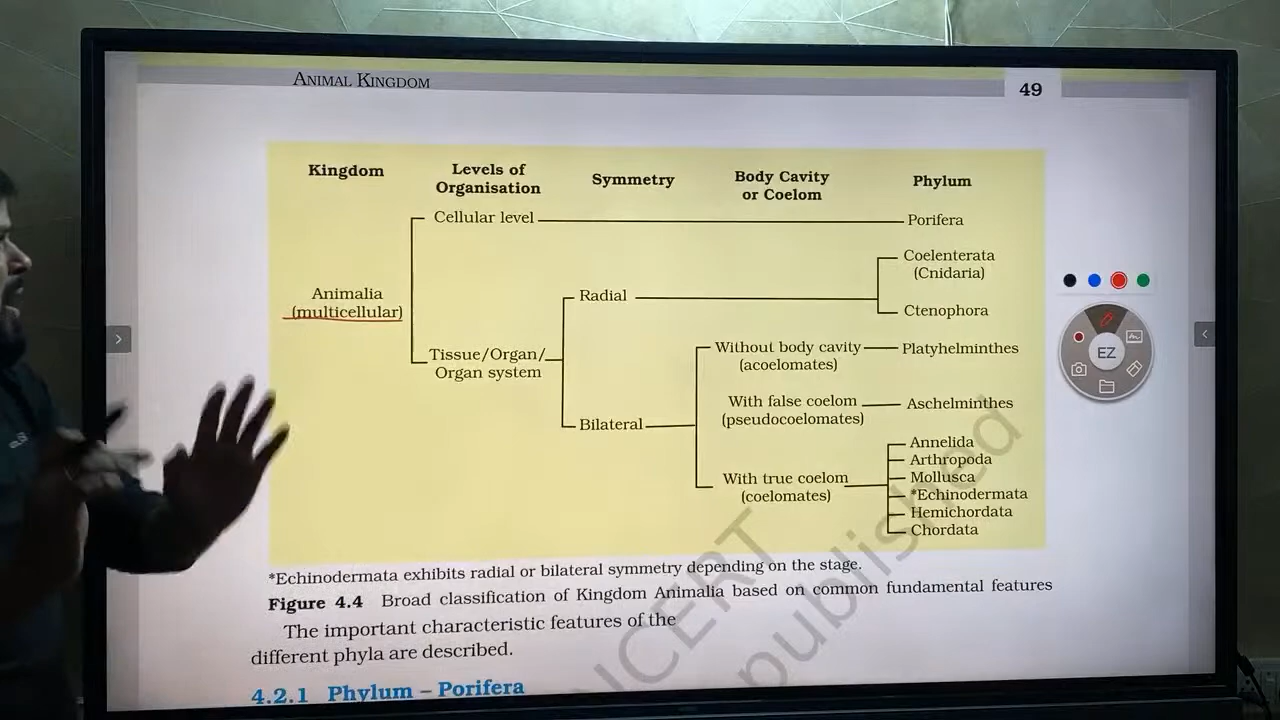 ANIMAL KINGDOM
49
Kingdom
Levels of
Organisation
Symmetry
Body Cavity
or Coelom
Phylum
Cellular level
Porifera
Animalia
(multicellular)
Tissue/Organ/
Organ system
Radial
Coelenterata
(Cnidaria)
Ctenophora
Bilateral
Without body cavity
(acoelomates)
Platyhelminthes
With false coelom
(pseudocoelomates)
Aschelminthes
With true coelom
(coelomates)
Annelida
Arthropoda
Mollusca
*Echinodermata
Hemichordata
Chordata
*Echinodermata exhibits radial or bilateral symmetry depending on the stage.
Figure 4.4 Broad classification of Kingdom Animalia based on common fundamental features
The important characteristic features of the
different phyla are described.
4.2.1 Phylum – Porifera
NCERT
published
EZ